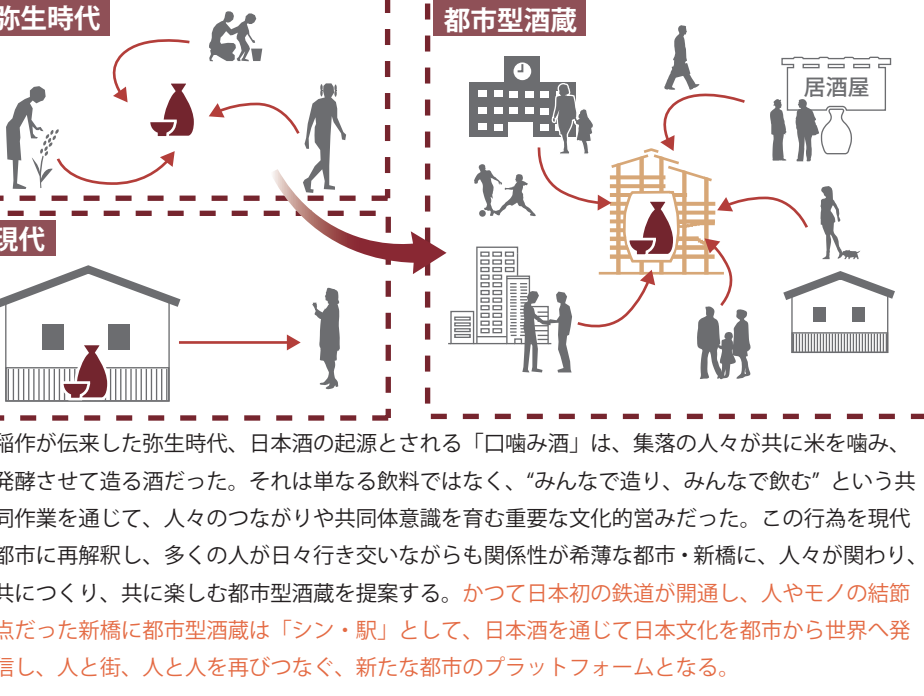 弥生時代
都市型酒蔵
居酒屋
現代
稲作が伝来した弥生時代、日本酒の起源とされる「口噛み酒」は、集落の人々が共に米を噛み、
発酵させて造る酒だった。それは単なる飲料ではなく、“みんなで造り、みんなで飲む”という共
同作業を通じて、人々のつながりや共同体意識を育む重要な文化的営みだった。この行為を現代
都市に再解釈し、多くの人が日々行き交いながらも関係性が希薄な都市・新橋に、人々が関わり、
共につくり、共に楽しむ都市型酒蔵を提案する。かつて日本初の鉄道が開通し、人やモノの結節
点だった新橋に都市型酒蔵は「シン・駅」として、日本酒を通じて日本文化を都市から世界へ発
信し、人と街、人と人を再びつなぐ、新たな都市のプラットフォームとなる。